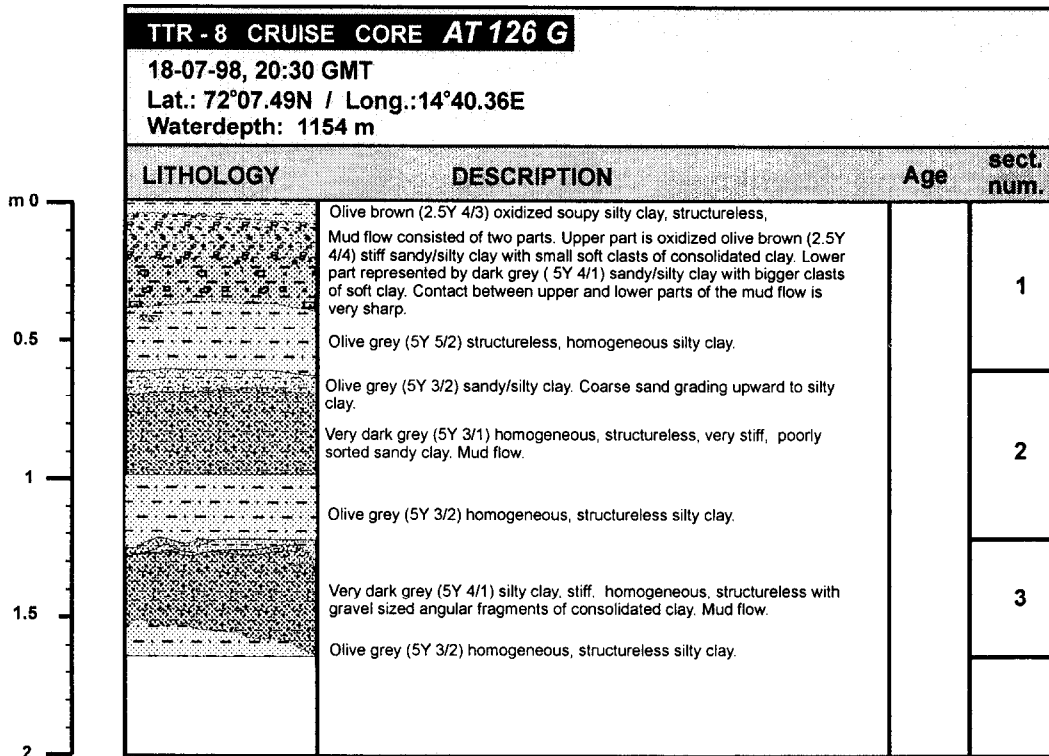 TTR - 8 CRUISE CORE AT 126 G
18-07-98, 20:30 GMT
Lat.: 72°07.49N / Long.:14°40.36E
Waterdepth: 1154 m
LITHOLOGY DESCRIPTION Age sect. num.
m 0
Olive brown (2.5Y 4/3) oxidized soupy silty clay, structureless,
Mud flow consisted of two parts. Upper part is oxidized olive brown (2.5Y
4/4) stiff sandy/silty clay with small soft clasts of consolidated clay. Lower
part represented by dark grey ( 5Y 4/1) sandy/silty clay with bigger clasts
of soft clay. Contact between upper and lower parts of the mud flow is
very sharp.
1
0.5
Olive grey (5Y 5/2) structureless, homogeneous silty clay.
Olive grey (5Y 3/2) sandy/silty clay. Coarse sand grading upward to silty
clay.
Very dark grey (5Y 3/1) homogeneous, structureless, very stiff, poorly
sorted sandy clay. Mud flow.
2
1
Olive grey (5Y 3/2) homogeneous, structureless silty clay.
Very dark grey (5Y 4/1) silty clay, stiff. homogeneous, structureless with
gravel sized angular fragments of consolidated clay. Mud flow.
3
1.5
Olive grey (5Y 3/2) homogeneous, structureless silty clay.
2